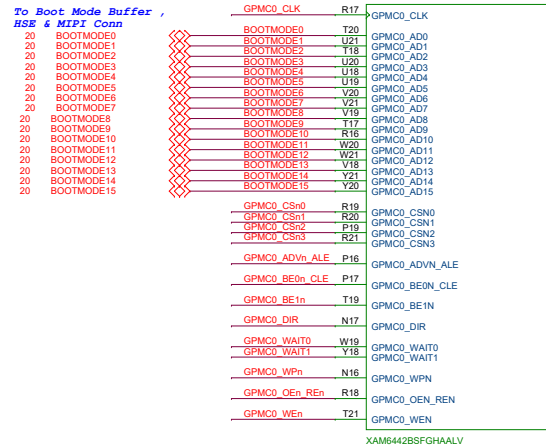 To Boot Mode Buffer ,
HSE & MIPI Conn
GPMC_CLK R17 GPMC0_CLK
20 BOOTMODE0 BOOTMODE0 T20 GPMC0_AD0
20 BOOTMODE1 BOOTMODE1 U21 GPMC0_AD1
20 BOOTMODE2 BOOTMODE2 T18 GPMC0_AD2
20 BOOTMODE3 BOOTMODE3 U20 GPMC0_AD3
20 BOOTMODE4 BOOTMODE4 U18 GPMC0_AD4
20 BOOTMODE5 BOOTMODE5 U19 GPMC0_AD5
20 BOOTMODE6 BOOTMODE6 V20 GPMC0_AD6
20 BOOTMODE7 BOOTMODE7 V21 GPMC0_AD7
20 BOOTMODE8 BOOTMODE8 V19 GPMC0_AD8
20 BOOTMODE9 BOOTMODE9 T17 GPMC0_AD9
20 BOOTMODE10 BOOTMODE10 R16 GPMC0_AD10
20 BOOTMODE11 BOOTMODE11 W20 GPMC0_AD11
20 BOOTMODE12 BOOTMODE12 W21 GPMC0_AD12
20 BOOTMODE13 BOOTMODE13 V18 GPMC0_AD13
20 BOOTMODE14 BOOTMODE14 Y21 GPMC0_AD14
20 BOOTMODE15 BOOTMODE15 Y20 GPMC0_AD15
GPMC0_CSn0 R19 GPMC0_CSN0
GPMC0_CSn1 R20 GPMC0_CSN1
GPMC0_CSn2 P19 GPMC0_CSN2
GPMC0_CSn3 R21 GPMC0_CSN3
GPMC0_ADVn_ALE P16 GPMC0_ADVN_ALE
GPMC0_BE0n_CLE P17 GPMC0_BE0N_CLE
GPMC0_BE1n T19 GPMC0_BE1N
GPMC0_DIR N17 GPMC0_DIR
GPMC0_WAIT0 W19 GPMC0_WAIT0
GPMC0_WAIT1 Y18 GPMC0_WAIT1
GPMC0_WPn N16 GPMC0_WPN
GPMC0_OEn_REn R18 GPMC0_OEN_REN
GPMC0_WEn T21 GPMC0_WEN
XAM6442BSFGHAALV